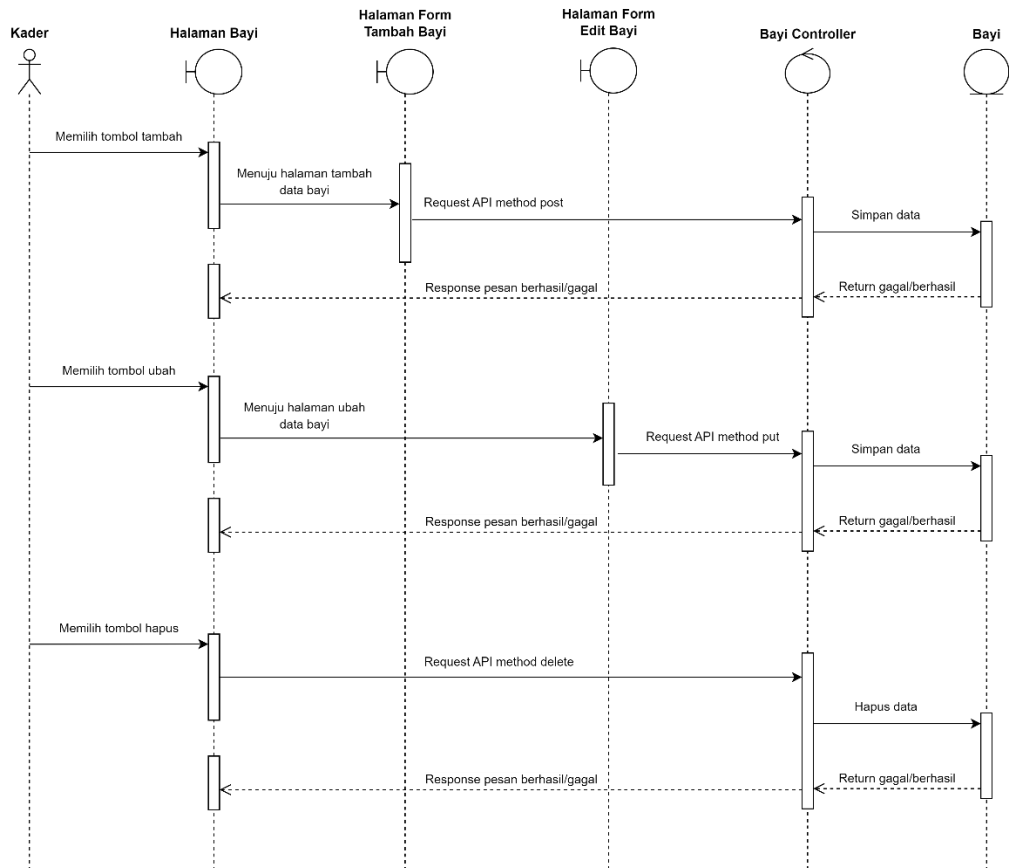 Kader
Halaman Bayi
Halaman Form
Tambah Bayi
Halaman Form
Edit Bayi
Bayi Controller
Bayi
Memilih tombol tambah
Menuju halaman tambah
data bayi
Request API method post
Simpan data
Return gagal/berhasil
Response pesan berhasil/gagal
Memilih tombol ubah
Menuju halaman ubah
data bayi
Request API method put
Simpan data
Return gagal/berhasil
Response pesan berhasil/gagal
Memilih tombol hapus
Request API method delete
Hapus data
Return gagal/berhasil
Response pesan berhasil/gagal